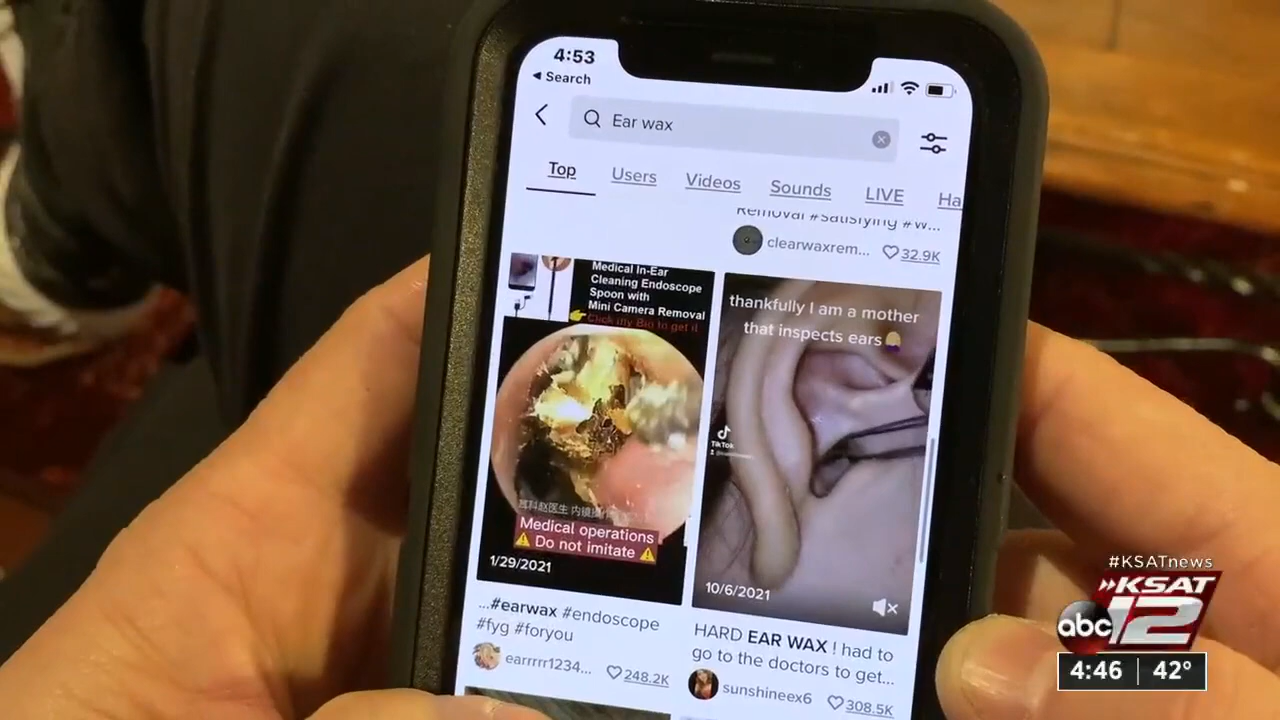 4:53
Search
Ear wax
Top
Users
Videos
Sounds
LIVE
Ha
Removal #satisfying #w...
clearwaxrem...
32.9K
Medical In-Ear
Cleaning Endoscope
Spoon with
Mini Camera Removal
Click my Bio to get it
Medical operations
Do not imitate
1/29/2021
...#earwax #endoscope
#fyg #foryou
earrrrr1234...
248.2K
thankfully I am a mother
that inspects ears
TikTok
10/6/2021
HARD EAR WAX ! had to
go to the doctors to get...
sunshineex6
308.5K
#KSATnews
KSAT
abc 12
4:46 42°